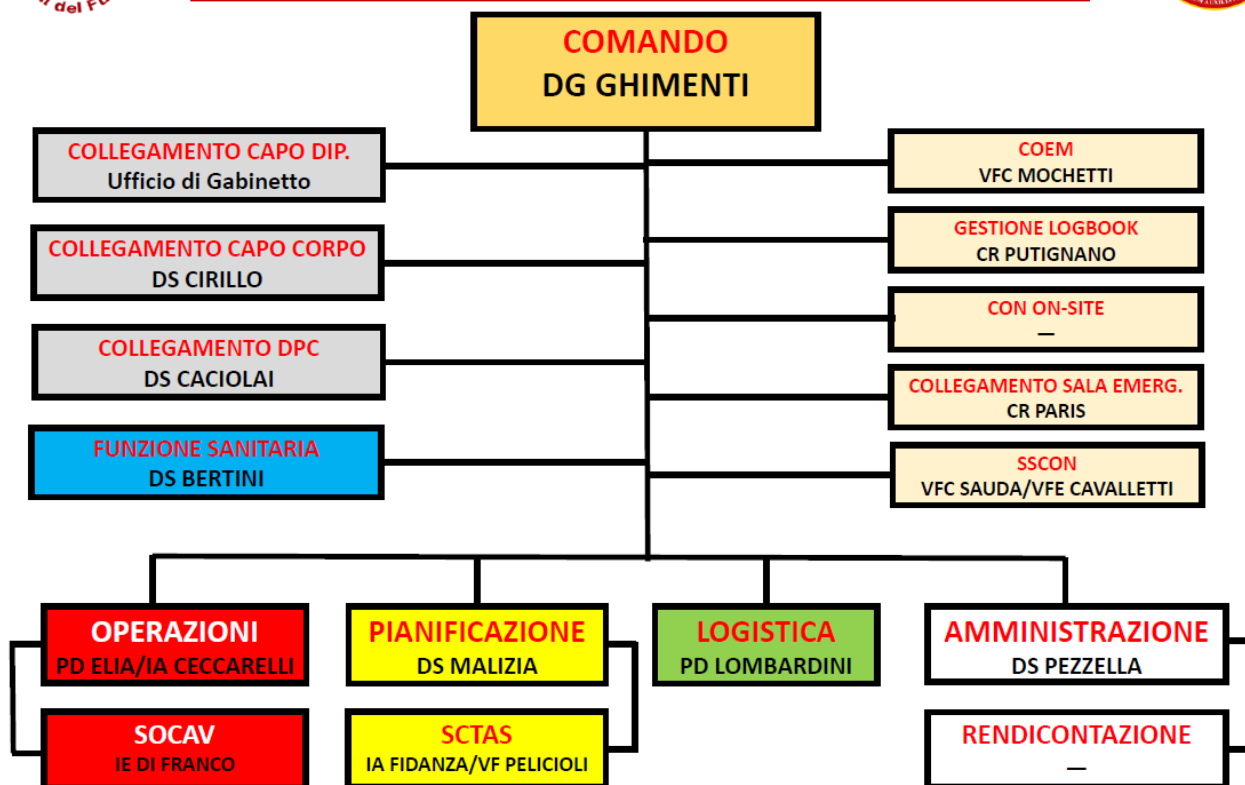 del FU
COMANDO
DG GHIMENTI
COLLEGAMENTO CAPO DIP.
Ufficio di Gabinetto
COLLEGAMENTO CAPO CORPO
DS CIRILLO
COLLEGAMENTO DPC
DS CACIOLAI
FUNZIONE SANITARIA
DS BERTINI
COEM
VFC MOCHETTI
GESTIONE LOGBOOK
CR PUTIGNANO
CON ON-SITE
—
COLLEGAMENTO SALA EMERG.
CR PARIS
SSCON
VFC SAUDA/VFE CAVALLETTI
OPERAZIONI
PD ELIA/IA CECCARELLI
SOCAV
IE DI FRANCO
PIANIFICAZIONE
DS MALIZIA
SCTAS
IA FIDANZA/VF PELICIOLI
LOGISTICA
PD LOMBARDINI
AMMINISTRAZIONE
DS PEZZELLA
RENDICONTAZIONE
—